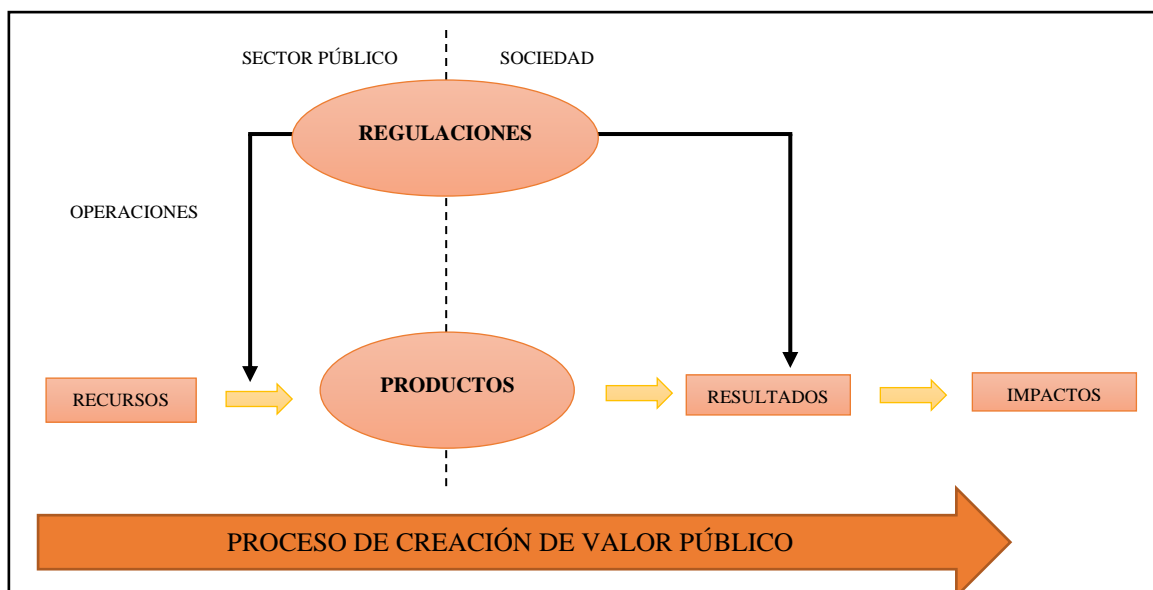 SECTOR PÚBLICO
SOCIEDAD
REGULACIONES
OPERACIONES
RECURSOS
PRODUCTOS
RESULTADOS
IMPACTOS
PROCESO DE CREACIÓN DE VALOR PÚBLICO